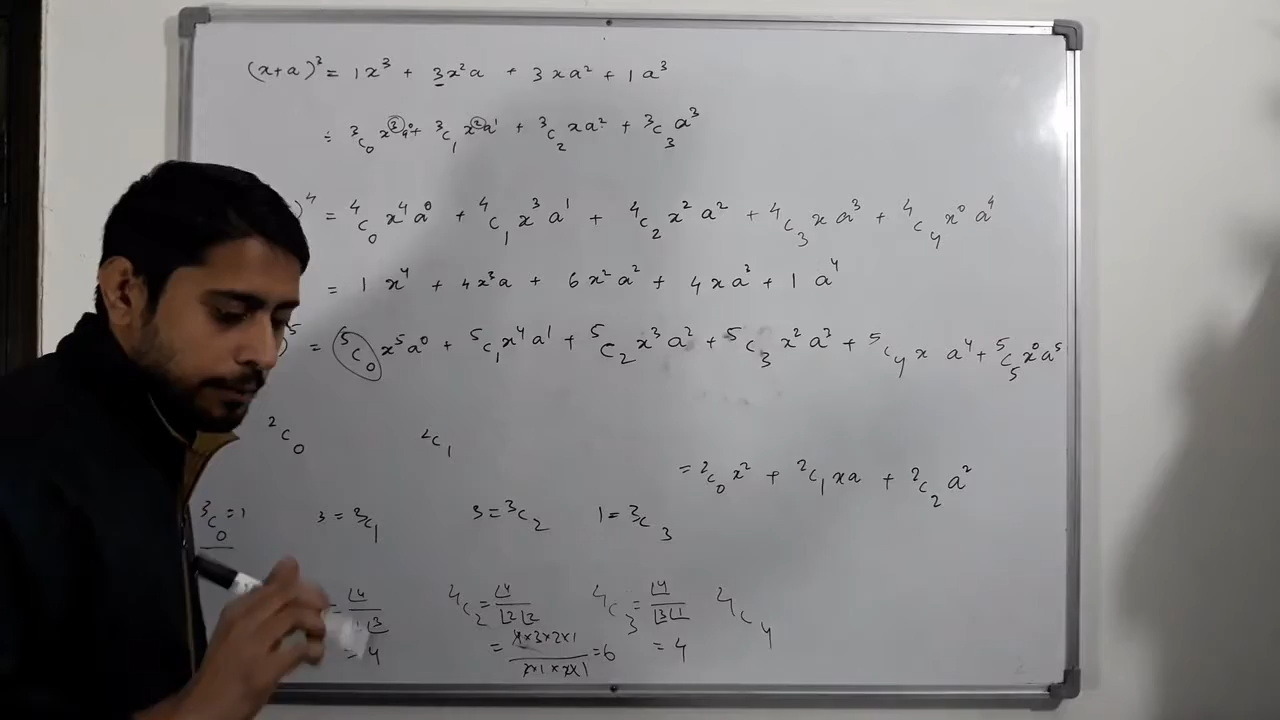 (x+a)³ = 1x³ + 3x²a + 3xa² + 1a³
= ³C₀ x³a⁰ + ³C₁ x²a¹ + ³C₂ xa² + ³C₃ a³
)⁴ = ⁴C₀ x⁴a⁰ + ⁴C₁ x³a¹ + ⁴C₂ x²a² + ⁴C₃ xa³ + ⁴C₄ x⁰a⁴
= 1x⁴ + 4x³a + 6x²a² + 4xa³ + 1a⁴
)⁵ = ⁵C₀ x⁵a⁰ + ⁵C₁ x⁴a¹ + ⁵C₂ x³a² + ⁵C₃ x²a³ + ⁵C₄ x a⁴ + ⁵C₅ x⁰a⁵
²C₀ ²C₁
= ²C₀ x² + ²C₁ xa + ²C₂ a²
³C₀ = 1 3 = ³C₁ 3 = ³C₂ 1 = ³C₃
= |4 / |1 |3 ⁴C₂ = |4 / |2 |2 ⁴C₃ = |4 / |3 |1 ⁴C₄
= 4 = 4×3×2×1 / 2×1×2×1 = 6 = 4